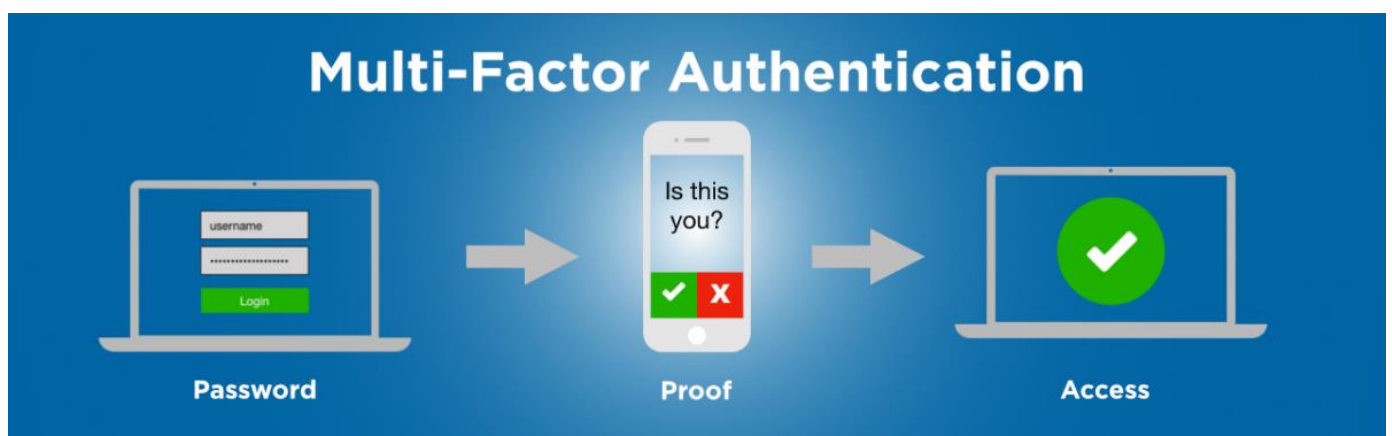 Multi-Factor Authentication
username
Login
Password
Is this
you?
X
Proof
Access